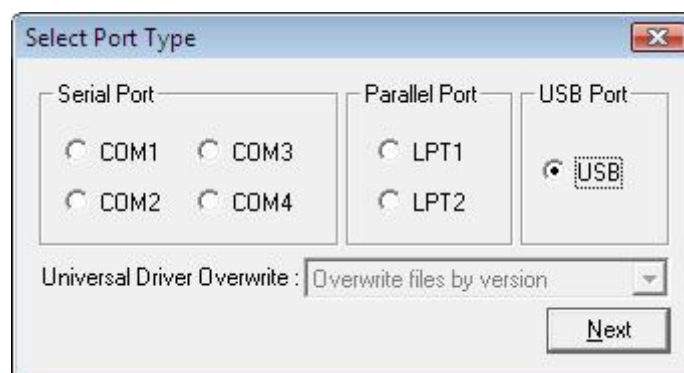 Select Port Type
Serial Port Parallel Port USB Port
COM1 COM3 LPT1 USB
COM2 COM4 LPT2
Universal Driver Overwrite : Overwrite files by version
Next